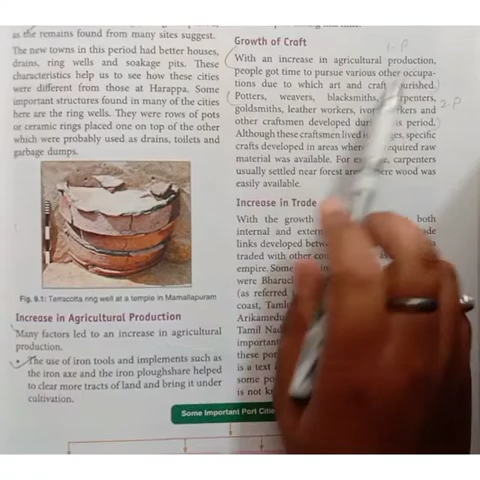 as the remains found from many sites suggest.
The new towns in this period had better houses,
drains, ring wells and soakage pits. These
characteristics help us to see how these cities
were different from those at Harappa. Some
important structures found in many of the cities
here are the ring wells. They were rows of pots
or ceramic rings placed one on top of the other
which were probably used as drains, toilets and
garbage dumps.
Fig. 9.1: Terracotta ring well at a temple in Mamallapuram
Increase in Agricultural Production
Many factors led to an increase in agricultural
production.
• The use of iron tools and implements such as
the iron axe and the iron ploughshare helped
to clear more tracts of land and bring it under
cultivation.
Growth of Craft
1-P
With an increase in agricultural production,
people got time to pursue various other occupa-
tions due to which art and craft
Potters, weavers, blacksmiths,
2-P
goldsmiths, leather workers, and
other craftsmen developed period.
Although these craftsmen lived specific
crafts developed in areas where required raw
material was available. For carpenters
usually settled near forest where wood was
easily available.
Increase in Trade
With the growth both
internal and
links developed
traded with other
empire. Some
were
(as referred
coast,
Tamil
important
these
is a text
some
is not
Some Important Port